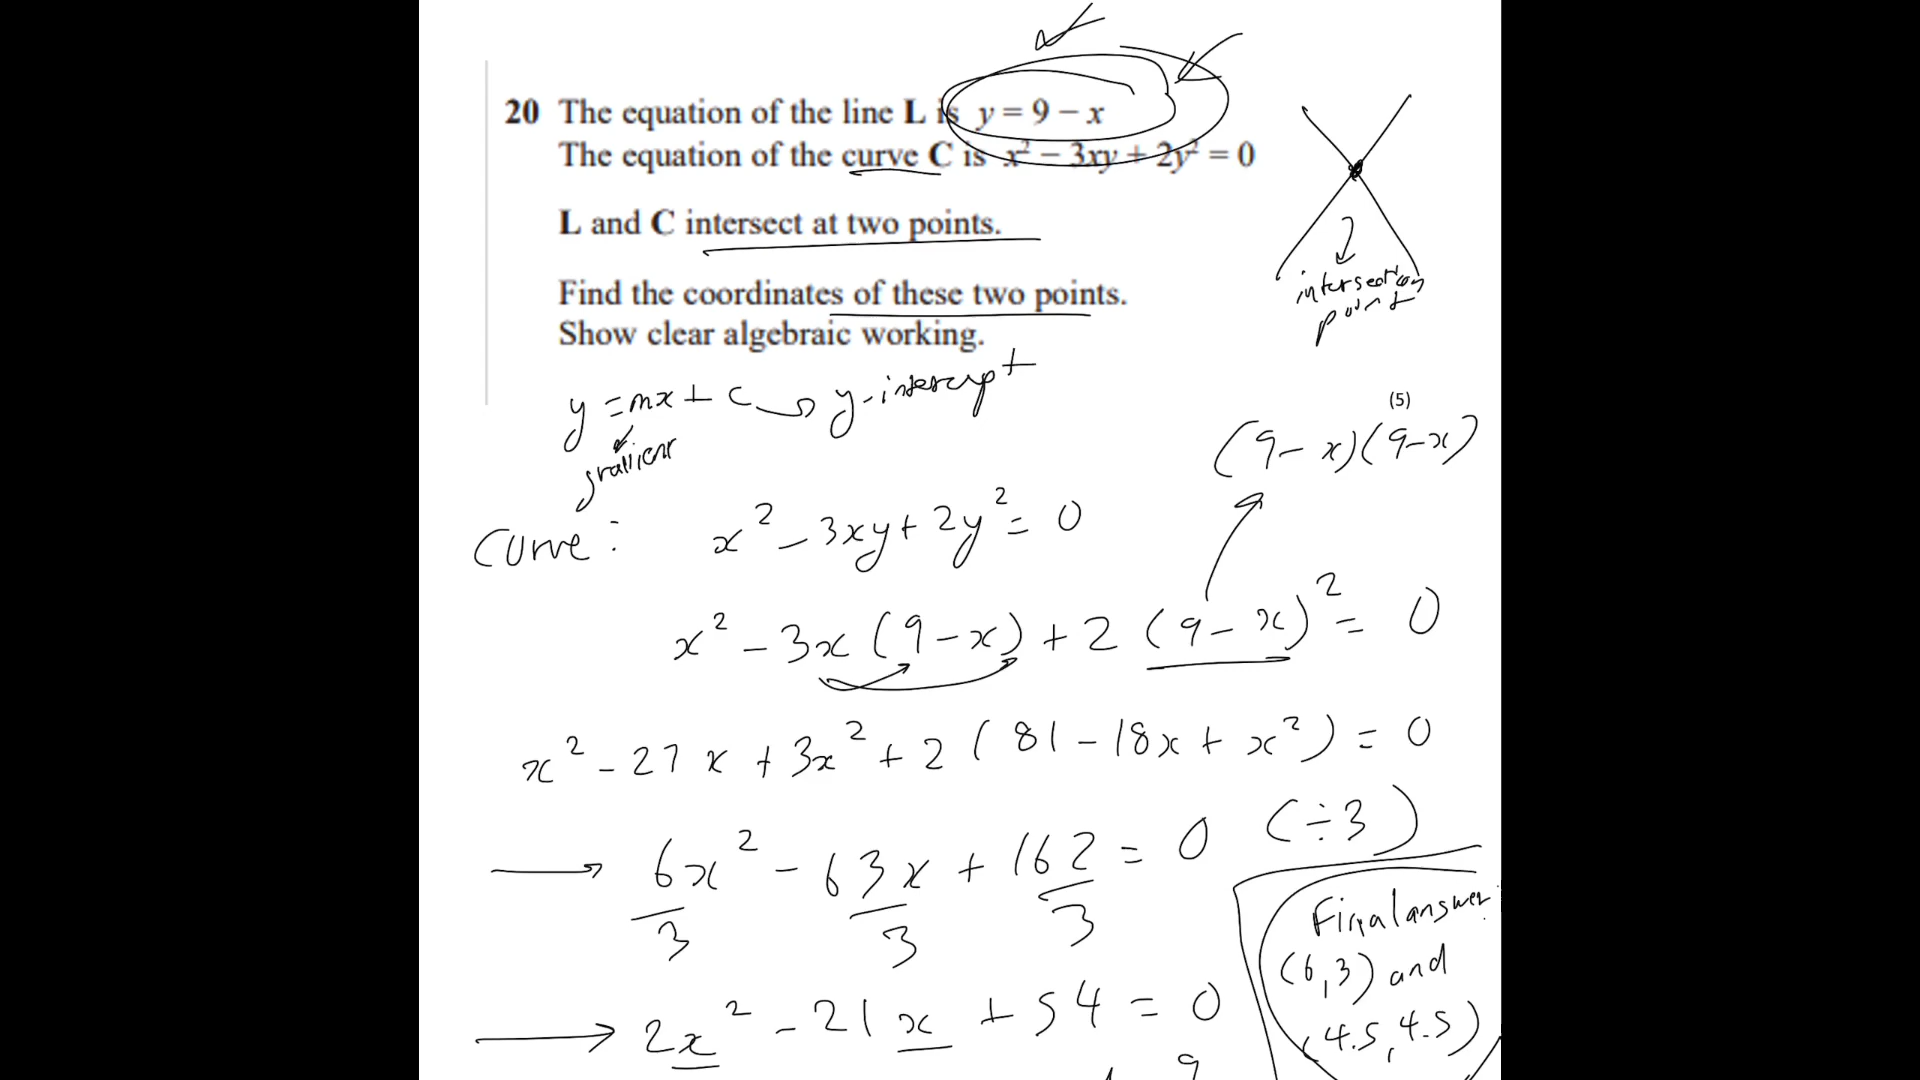 20 The equation of the line L is y = 9 – x
The equation of the curve C is x² – 3xy + 2y² = 0
L and C intersect at two points.
Find the coordinates of these two points.
Show clear algebraic working.
intersection
point
y = mx + c → y-intercept
gradient
(5)
(9 – x)(9 – x)
Curve : x² – 3xy + 2y² = 0
x² – 3x (9 – x) + 2 (9 – x)² = 0
x² – 27x + 3x² + 2 (81 – 18x + x²) = 0
→ 6x²/3 – 63x/3 + 162/3 = 0 (÷3)
→ 2x² – 21x + 54 = 0
9
Final answer:
(6,3) and
(4.5, 4.5)